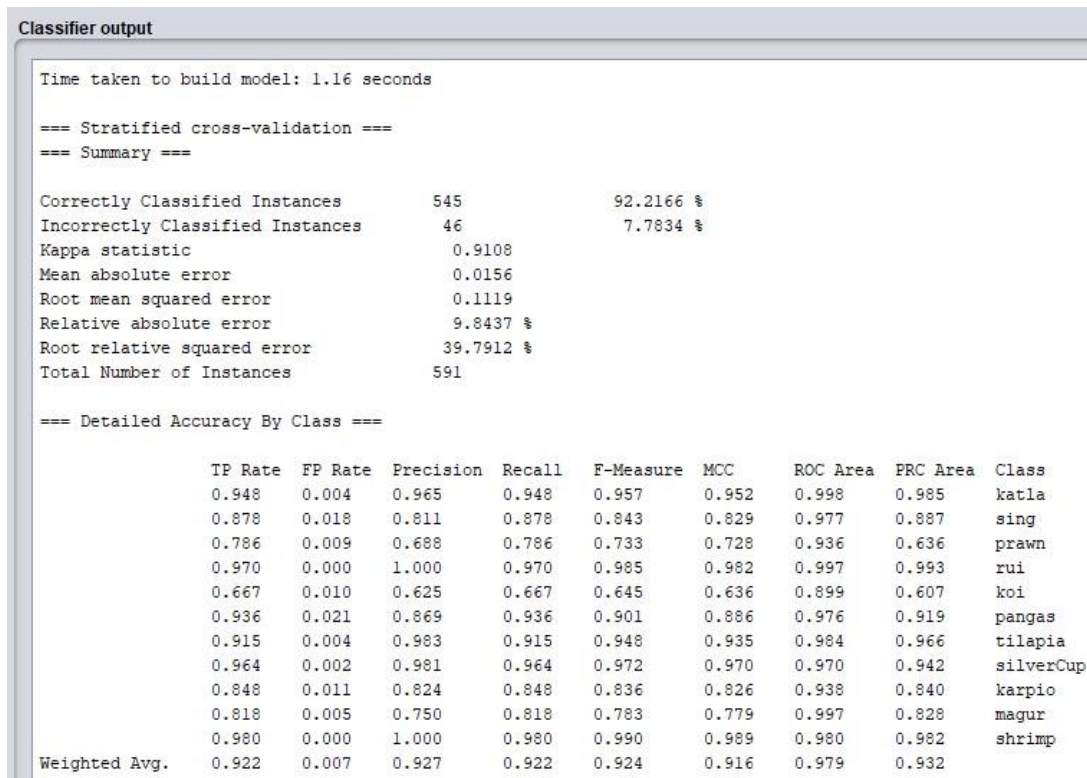 Classifier output
Time taken to build model: 1.16 seconds
=== Stratified cross-validation ===
=== Summary ===
Correctly Classified Instances 545 92.2166 %
Incorrectly Classified Instances 46 7.7834 %
Kappa statistic 0.9108
Mean absolute error 0.0156
Root mean squared error 0.1119
Relative absolute error 9.8437 %
Root relative squared error 39.7912 %
Total Number of Instances 591
=== Detailed Accuracy By Class ===
TP Rate FP Rate Precision Recall F-Measure MCC ROC Area PRC Area Class
0.948 0.004 0.965 0.948 0.957 0.952 0.998 0.985 katla
0.878 0.018 0.811 0.878 0.843 0.829 0.977 0.887 sing
0.786 0.009 0.688 0.786 0.733 0.728 0.936 0.636 prawn
0.970 0.000 1.000 0.970 0.985 0.982 0.997 0.993 rui
0.667 0.010 0.625 0.667 0.645 0.636 0.899 0.607 koi
0.936 0.021 0.869 0.936 0.901 0.886 0.976 0.919 pangas
0.915 0.004 0.983 0.915 0.948 0.935 0.984 0.966 tilapia
0.964 0.002 0.981 0.964 0.972 0.970 0.970 0.942 silverCup
0.848 0.011 0.824 0.848 0.836 0.826 0.938 0.840 karpio
0.818 0.005 0.750 0.818 0.783 0.779 0.997 0.828 magur
0.980 0.000 1.000 0.980 0.990 0.989 0.980 0.982 shrimp
Weighted Avg. 0.922 0.007 0.927 0.922 0.924 0.916 0.979 0.932